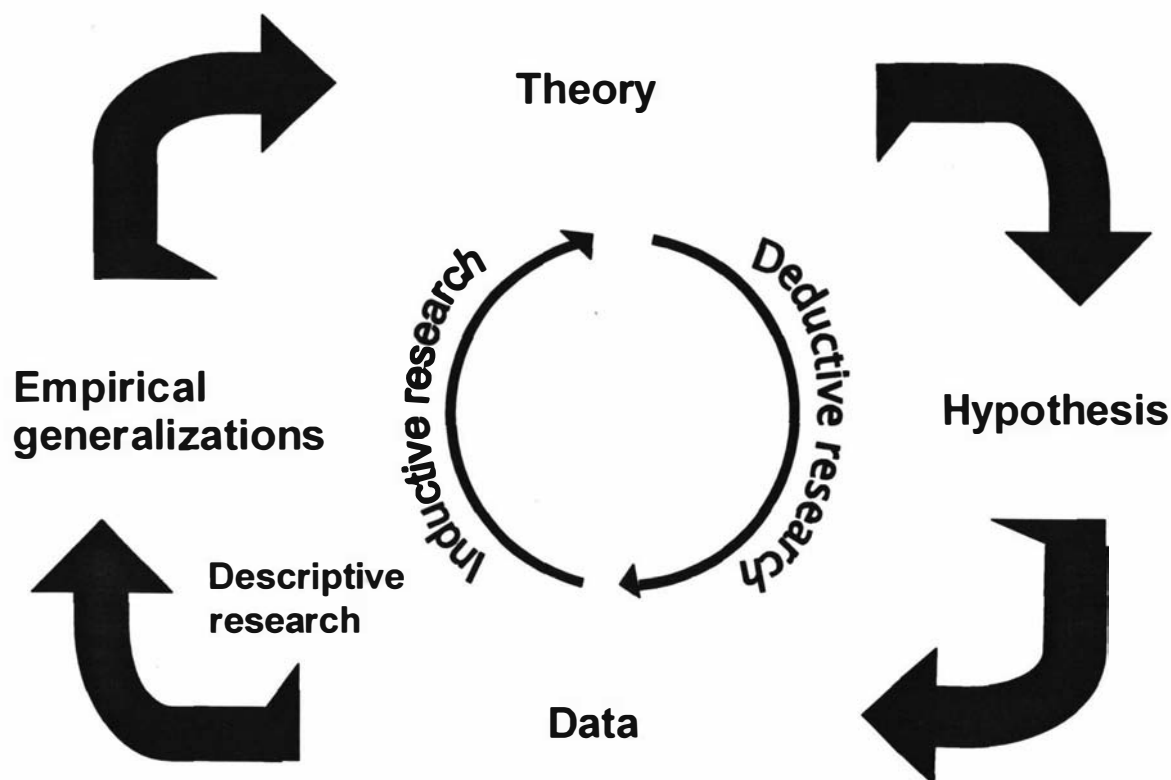 Theory
Inductive research
Deductive research
Empirical
generalizations
Hypothesis
Descriptive
research
Data